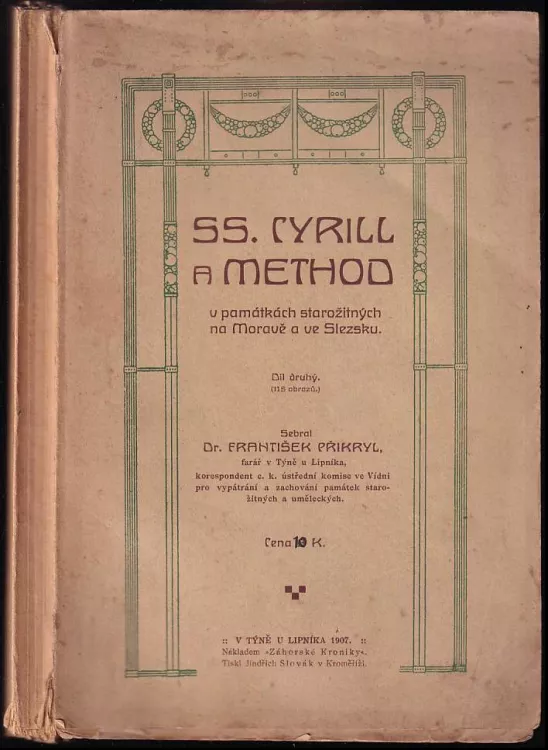 SS. CYRILL
A METHOD
v památkách starožitných
na Moravě a ve Slezsku.
Díl druhý.
(115 obrazů.)
Sebral
Dr. FRANTIŠEK PŘIKRYL,
farář v Týně u Lipníka,
korespondent c. k. ústřední komise ve Vídni
pro vypátrání a zachování památek staro-
žitných a uměleckých.
Cena 10 K.
:: V TÝNĚ U LIPNÍKA 1907. ::
Nákladem »Záhorské Kroniky«.
Tiskl Jindřich Slovák v Kroměříži.